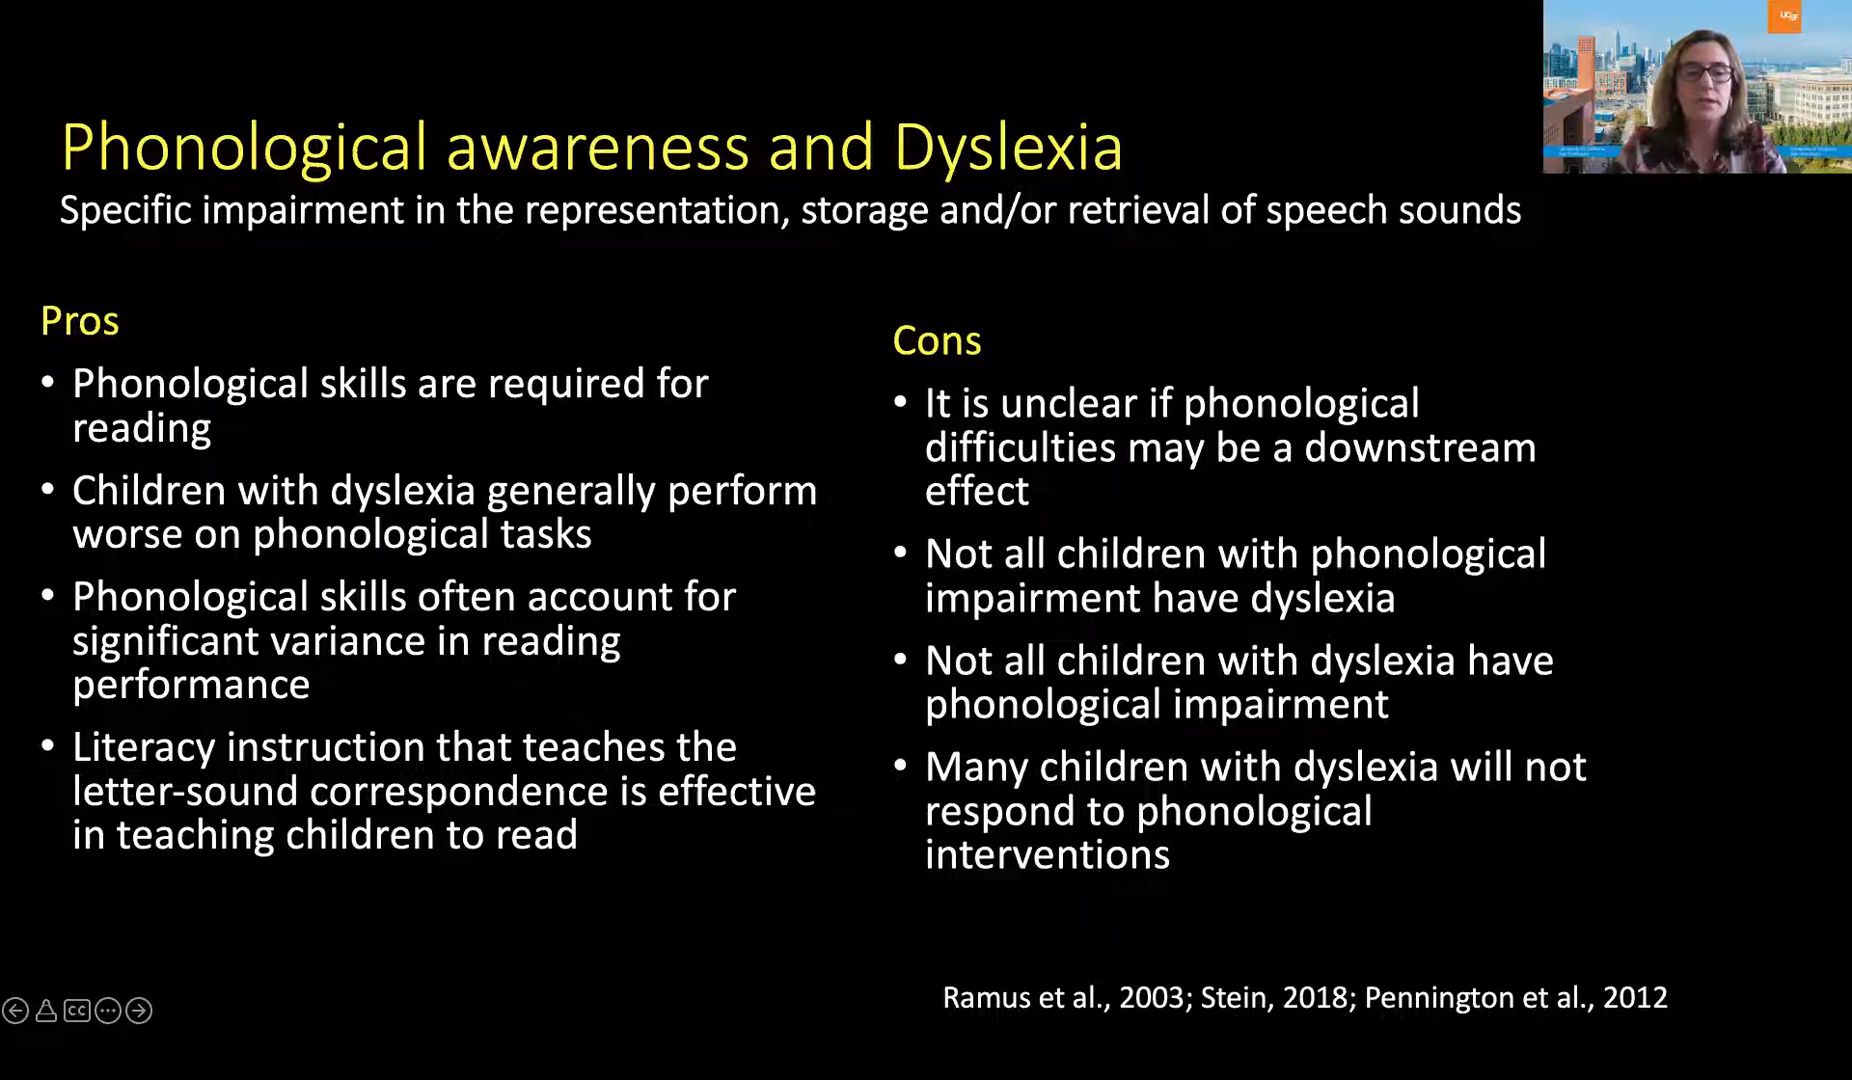 UCSF
Phonological awareness and Dyslexia
Specific impairment in the representation, storage and/or retrieval of speech sounds
Pros
• Phonological skills are required for
reading
• Children with dyslexia generally perform
worse on phonological tasks
• Phonological skills often account for
significant variance in reading
performance
• Literacy instruction that teaches the
letter-sound correspondence is effective
in teaching children to read
Cons
• It is unclear if phonological
difficulties may be a downstream
effect
• Not all children with phonological
impairment have dyslexia
• Not all children with dyslexia have
phonological impairment
• Many children with dyslexia will not
respond to phonological
interventions
Ramus et al., 2003; Stein, 2018; Pennington et al., 2012
CC